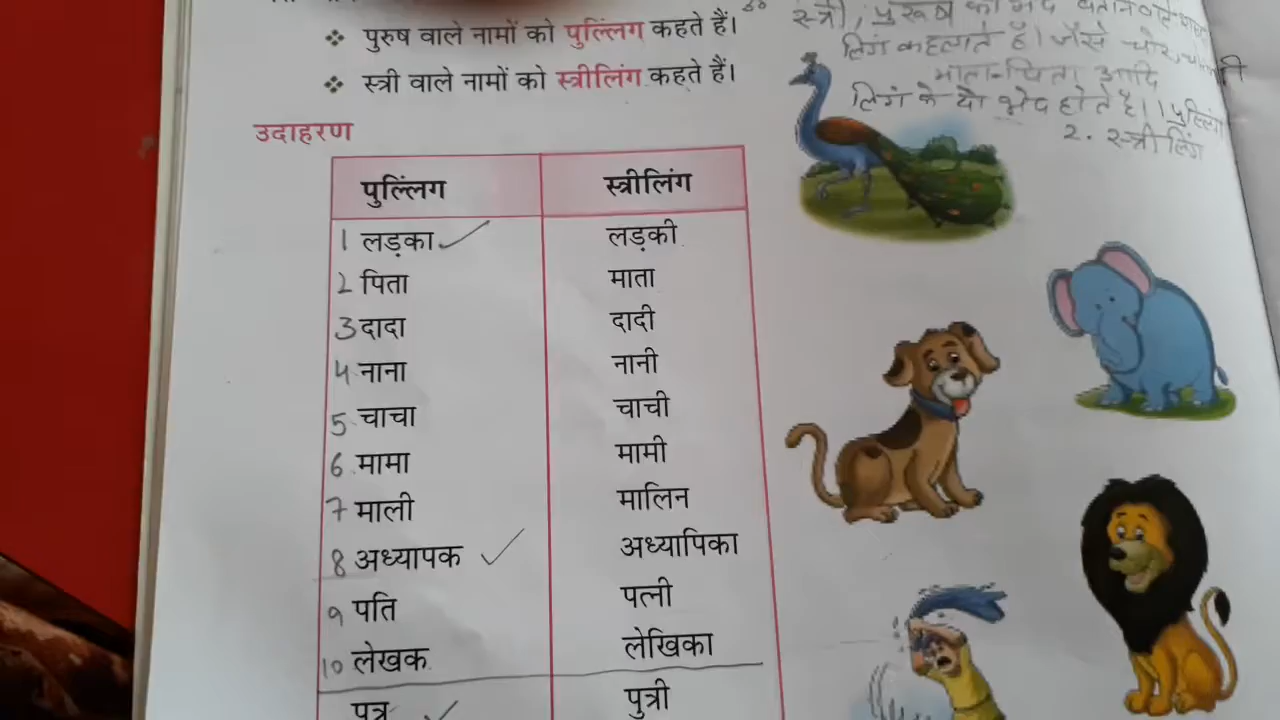 ❖ पुरुष वाले नामों को पुल्लिंग कहते हैं।
❖ स्त्री वाले नामों को स्त्रीलिंग कहते हैं।
स्त्री, पुरूष का भेद
लिंग कहलाते हैं। जैसे चोर,
माता-पिता आदि
लिंग के दो भेद होते है।। पुल्लिंग
2. स्त्रीलिंग
उदाहरण
पुल्लिंग स्त्रीलिंग
1 लड़का ✓ लड़की
2 पिता माता
3 दादा दादी
4 नाना नानी
5 चाचा चाची
6 मामा मामी
7 माली मालिन
8 अध्यापक ✓ अध्यापिका
9 पति पत्नी
10 लेखक लेखिका
पुत्र ✓ पुत्री